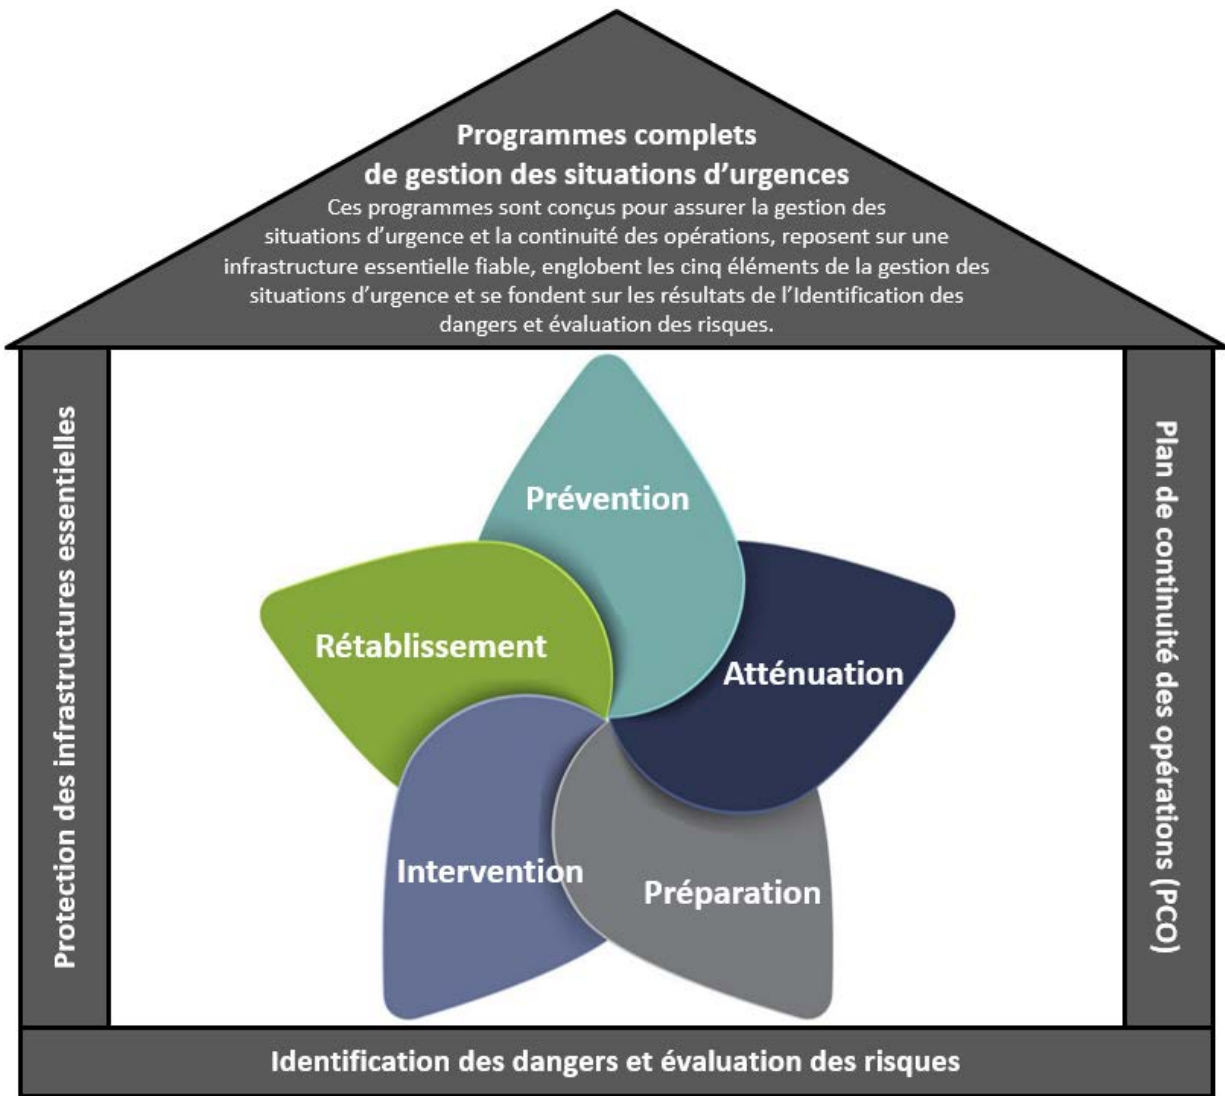 Programmes complets
de gestion des situations d’urgences
Ces programmes sont conçus pour assurer la gestion des
situations d’urgence et la continuité des opérations, reposent sur une
infrastructure essentielle fiable, englobent les cinq éléments de la gestion des
situations d’urgence et se fondent sur les résultats de l’Identification des
dangers et évaluation des risques.
Protection des infrastructures essentielles
Prévention
Atténuation
Préparation
Intervention
Rétablissement
Plan de continuité des opérations (PCO)
Identification des dangers et évaluation des risques